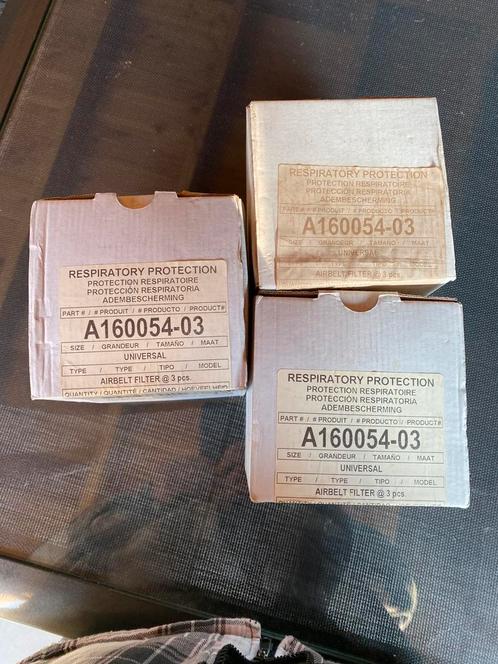 RESPIRATORY PROTECTION
PROTECTION RESPIRATOIRE
PROTECCIÓN RESPIRATORIA
ADEMBESCHERMING
PART # / # PRODUIT / # PRODUCTO / PRODUCT#
A160054-03
SIZE / GRANDEUR / TAMAÑO / MAAT
UNIVERSAL
TYPE / TYPE / TIPO / MODEL
AIRBELT FILTER @ 3 pcs.
QUANTITY / QUANTITÉ / CANTIDAD / HOEVEELHEID
RESPIRATORY PROTECTION
PROTECTION RESPIRATOIRE
PROTECCIÓN RESPIRATORIA
ADEMBESCHERMING
PART # / # PRODUIT / # PRODUCTO / PRODUCT#
A160054-03
SIZE / GRANDEUR / TAMAÑO / MAAT
UNIVERSAL
AIRBELT FILTER @ 3 pcs.
RESPIRATORY PROTECTION
PROTECTION RESPIRATOIRE
PROTECCIÓN RESPIRATORIA
ADEMBESCHERMING
PART # / # PRODUIT / # PRODUCTO / PRODUCT#
A160054-03
SIZE / GRANDEUR / TAMAÑO / MAAT
UNIVERSAL
TYPE / TYPE / TIPO / MODEL
AIRBELT FILTER @ 3 pcs.